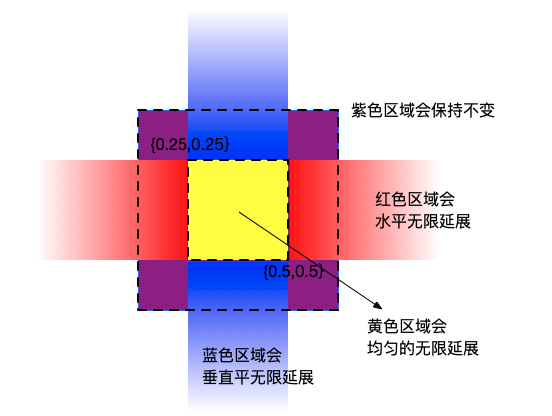 紫色区域会保持不变
{0.25,0.25}
红色区域会
水平无限延展
{0.5,0.5}
黄色区域会
均匀的无限延展
蓝色区域会
垂直平无限延展